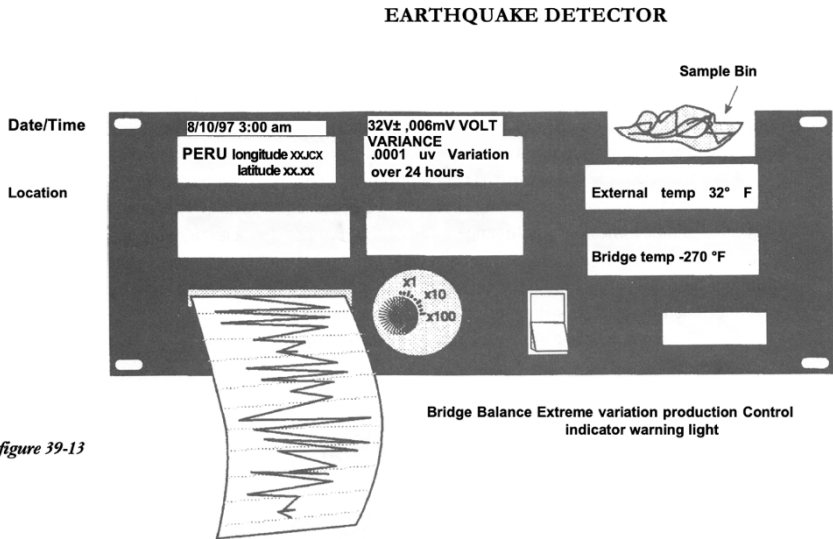 EARTHQUAKE DETECTOR
Sample Bin
Date/Time
8/10/97 3:00 am
32V± ,006mV VOLT
VARIANCE
PERU longitude XXJCX
latitude xx.xx
.0001 uv Variation
over 24 hours
Location
External temp 32° F
Bridge temp -270 °F
x1
x10
x100
Bridge Balance Extreme variation production Control
indicator warning light
figure 39-13